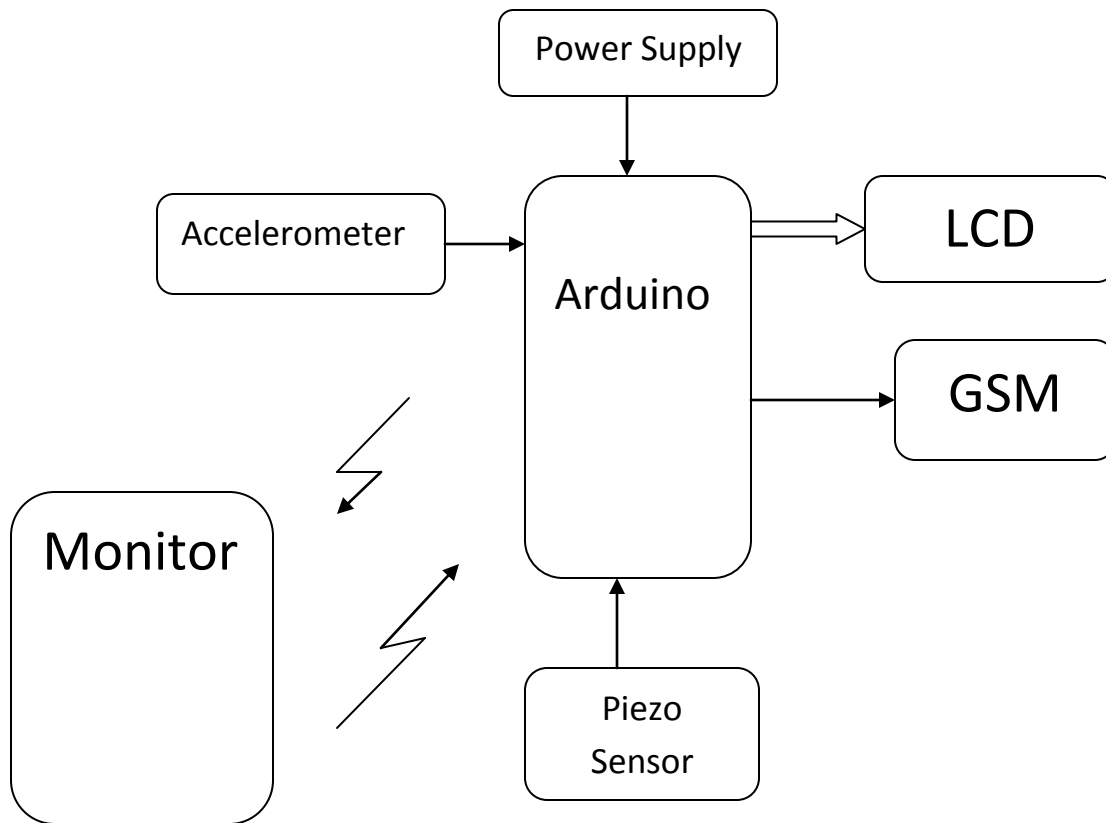 Power Supply
Accelerometer
LCD
Arduino
GSM
Monitor
Piezo
Sensor